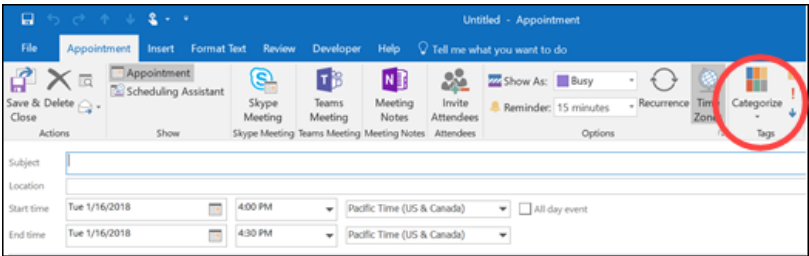 Untitled - Appointment
File Appointment Insert Format Text Review Developer Help Tell me what you want to do
Save & Close
Delete
Actions
Appointment
Scheduling Assistant
Show
Skype Meeting
Skype Meeting
Teams Meeting
Teams Meeting
Meeting Notes
Meeting Notes
Invite Attendees
Attendees
Show As: Busy
Reminder: 15 minutes
Recurrence
Time Zones
Options
Categorize
Tags
Subject
Location
Start time Tue 1/16/2018 4:00 PM Pacific Time (US & Canada) All day event
End time Tue 1/16/2018 4:30 PM Pacific Time (US & Canada)